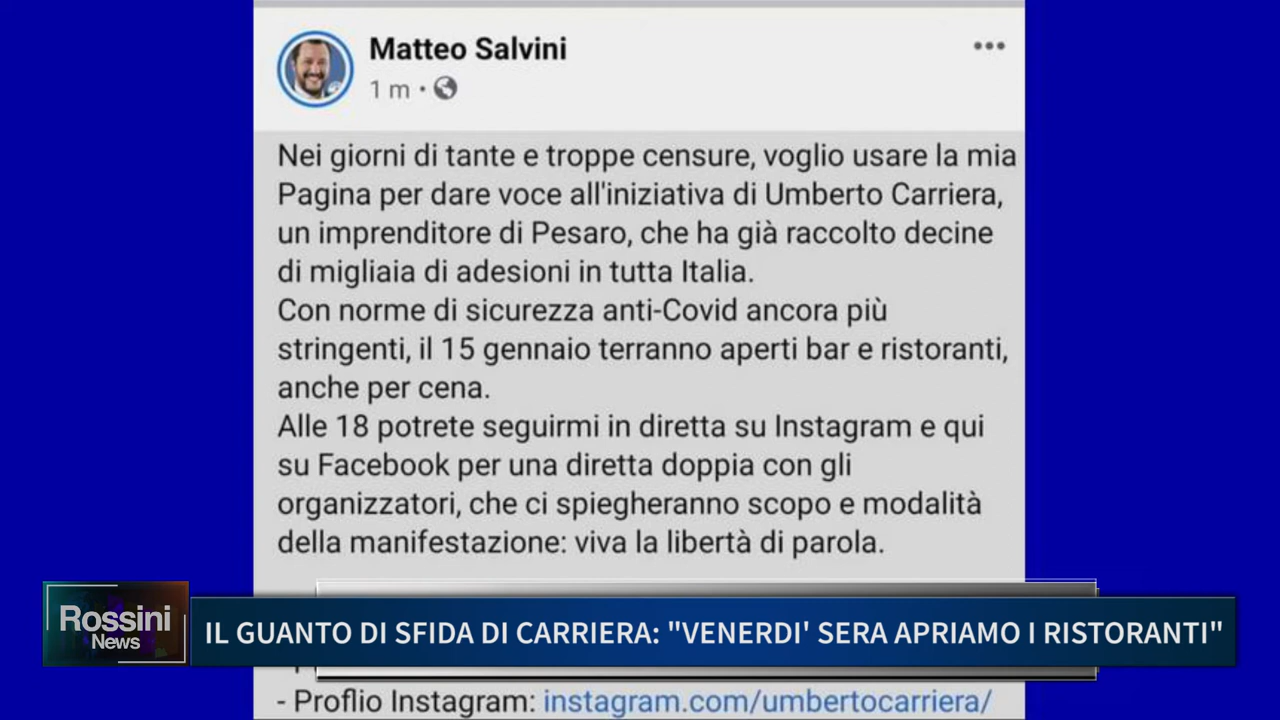 Matteo Salvini
1 m •
Nei giorni di tante e troppe censure, voglio usare la mia
Pagina per dare voce all'iniziativa di Umberto Carriera,
un imprenditore di Pesaro, che ha già raccolto decine
di migliaia di adesioni in tutta Italia.
Con norme di sicurezza anti-Covid ancora più
stringenti, il 15 gennaio terranno aperti bar e ristoranti,
anche per cena.
Alle 18 potrete seguirmi in diretta su Instagram e qui
su Facebook per una diretta doppia con gli
organizzatori, che ci spiegheranno scopo e modalità
della manifestazione: viva la libertà di parola.
Rossini
News
IL GUANTO DI SFIDA DI CARRIERA: "VENERDI' SERA APRIAMO I RISTORANTI"
- Proflio Instagram: instagram.com/umbertocarriera/